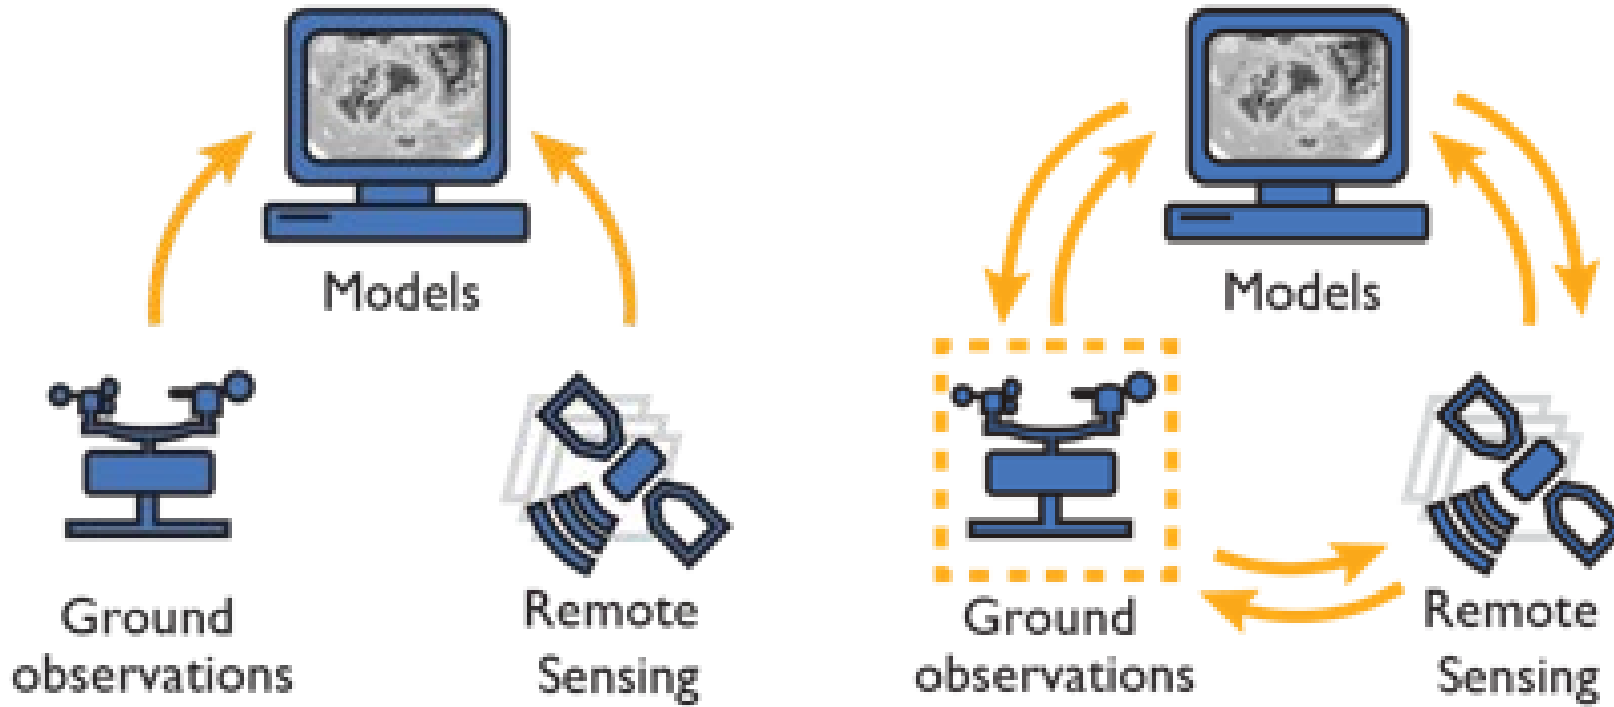 Models
Ground
observations
Remote
Sensing
Models
Ground
observations
Remote
Sensing